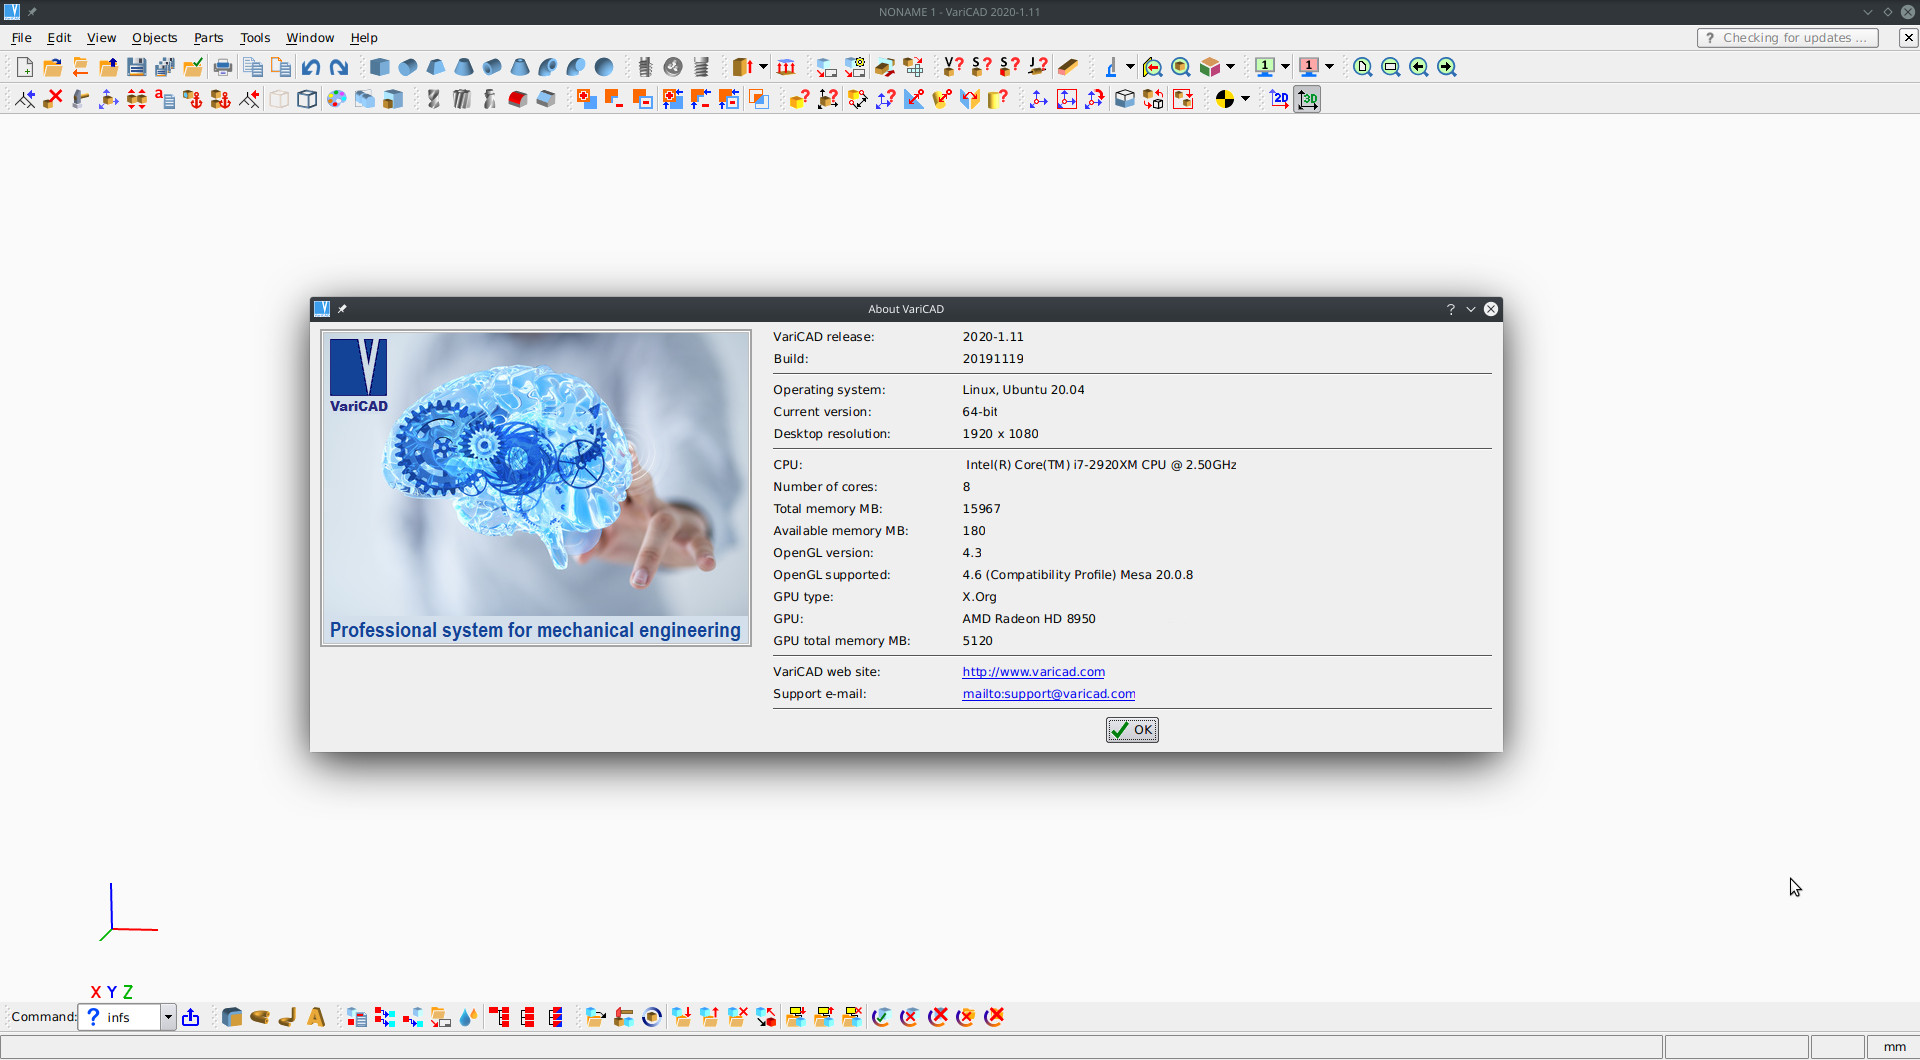 NONAME 1 - VariCAD 2020-1.11
File Edit View Objects Parts Tools Window Help
? Checking for updates ...
V? S? S? J? 1 1
a 2D 3D
About VariCAD
VariCAD
Professional system for mechanical engineering
VariCAD release: 2020-1.11
Build: 20191119
Operating system: Linux, Ubuntu 20.04
Current version: 64-bit
Desktop resolution: 1920 x 1080
CPU: Intel(R) Core(TM) i7-2920XM CPU @ 2.50GHz
Number of cores: 8
Total memory MB: 15967
Available memory MB: 180
OpenGL version: 4.3
OpenGL supported: 4.6 (Compatibility Profile) Mesa 20.0.8
GPU type: X.Org
GPU: AMD Radeon HD 8950
GPU total memory MB: 5120
VariCAD web site: http://www.varicad.com
Support e-mail: mailto:support@varicad.com
OK
X Y Z
Command: ? infs
mm